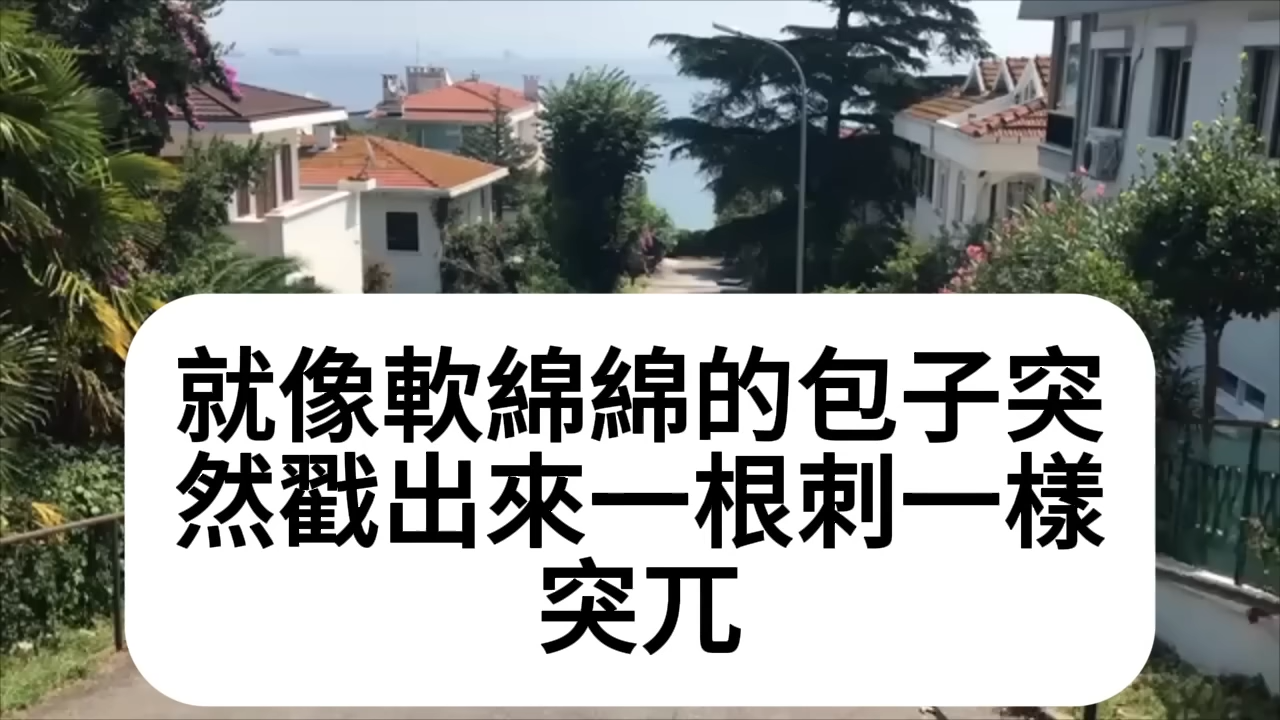 就像軟綿綿的包子突
然戳出來一根刺一樣
突兀